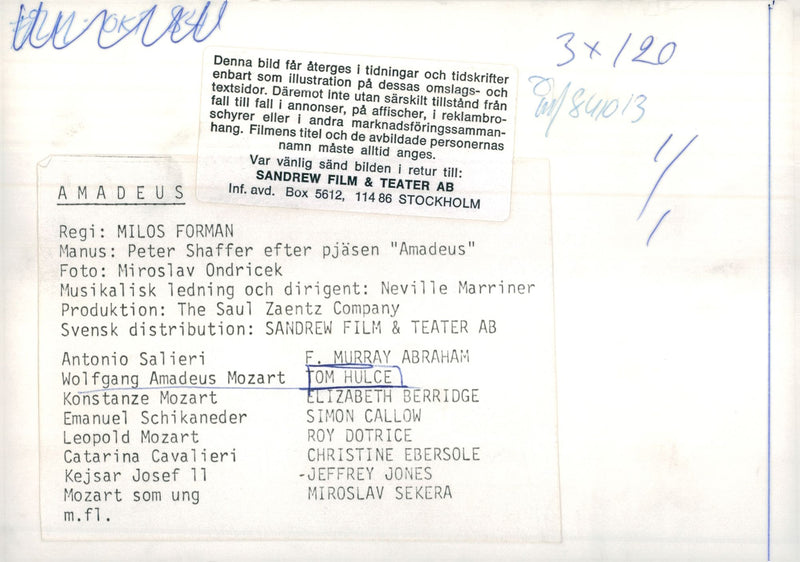 3 x 120
841013
Denna bild får återges i tidningar och tidskrifter
enbart som illustration på dessas omslags- och
textsidor. Däremot inte utan särskilt tillstånd från
fall till fall i annonser, på affischer, i reklambro-
schyrer eller i andra marknadsföringssamman-
hang. Filmens titel och de avbildade personernas
namn måste alltid anges.
Var vänlig sänd bilden i retur till:
SANDREW FILM & TEATER AB
Inf. avd. Box 5612, 114 86 STOCKHOLM
AMADEUS
Regi: MILOS FORMAN
Manus: Peter Shaffer efter pjäsen "Amadeus"
Foto: Miroslav Ondricek
Musikalisk ledning och dirigent: Neville Marriner
Produktion: The Saul Zaentz Company
Svensk distribution: SANDREW FILM & TEATER AB
Antonio Salieri F. MURRAY ABRAHAM
Wolfgang Amadeus Mozart TOM HULCE
Konstanze Mozart ELIZABETH BERRIDGE
Emanuel Schikaneder SIMON CALLOW
Leopold Mozart ROY DOTRICE
Catarina Cavalieri CHRISTINE EBERSOLE
Kejsar Josef ll -JEFFREY JONES
Mozart som ung MIROSLAV SEKERA
m.fl.